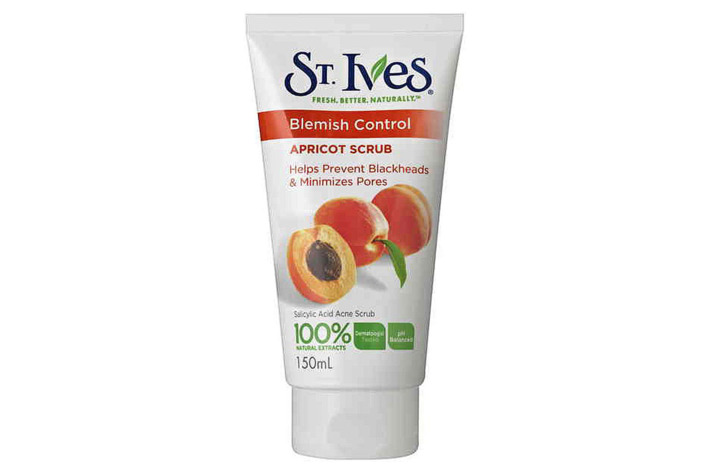 ST. IVES®
FRESH. BETTER. NATURALLY.™
Blemish Control
APRICOT SCRUB
Helps Prevent Blackheads
& Minimizes Pores
Salicylic Acid Acne Scrub
100%
NATURAL EXTRACTS
Dermatologist
Tested
pH
Balanced
150mL